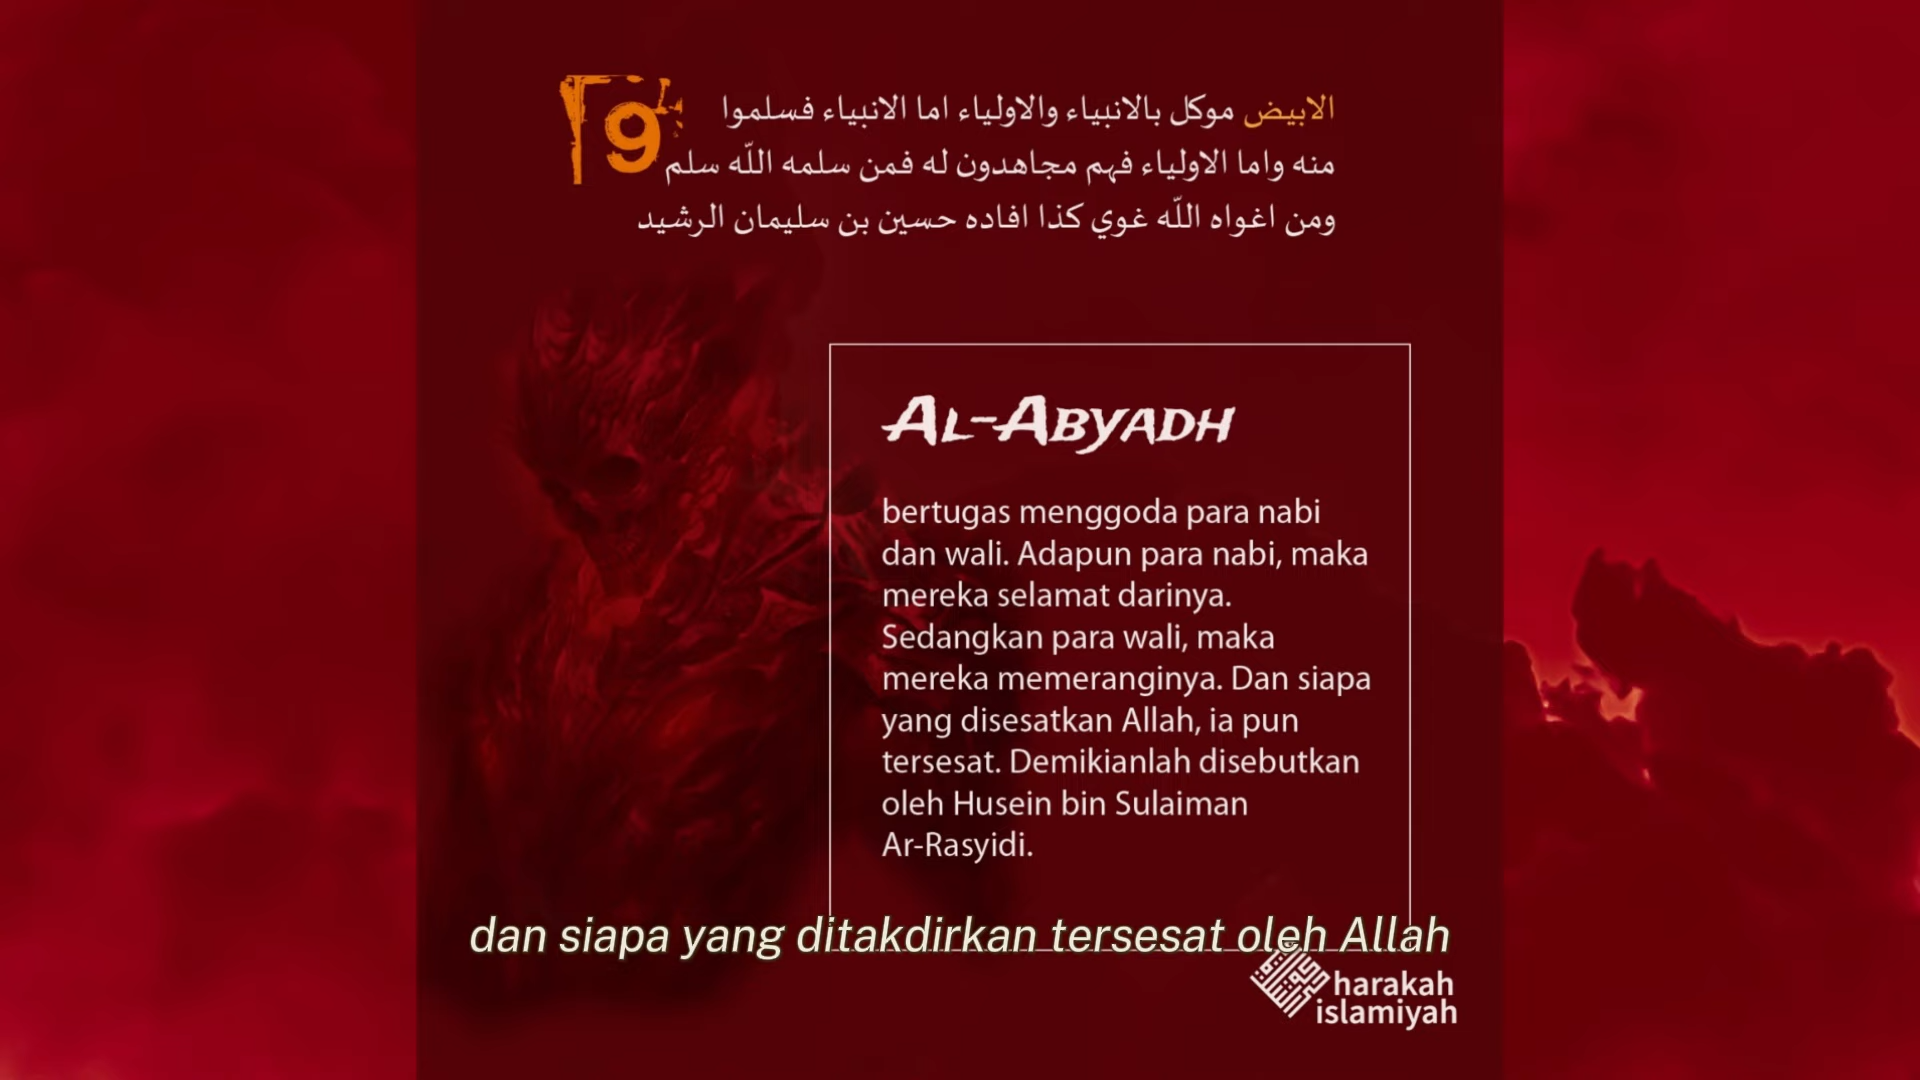 9
الابيض موكل بالانبياء والاولياء اما الانبياء فسلموا
منه واما الاولياء فهم مجاهدون له فمن سلمه اللّه سلم
ومن اغواه اللّه غوي كذا افاده حسين بن سليمان الرشيد
AL-ABYADH
bertugas menggoda para nabi
dan wali. Adapun para nabi, maka
mereka selamat darinya.
Sedangkan para wali, maka
mereka memeranginya. Dan siapa
yang disesatkan Allah, ia pun
tersesat. Demikianlah disebutkan
oleh Husein bin Sulaiman
Ar-Rasyidi.
dan siapa yang ditakdirkan tersesat oleh Allah
harakah
islamiyah